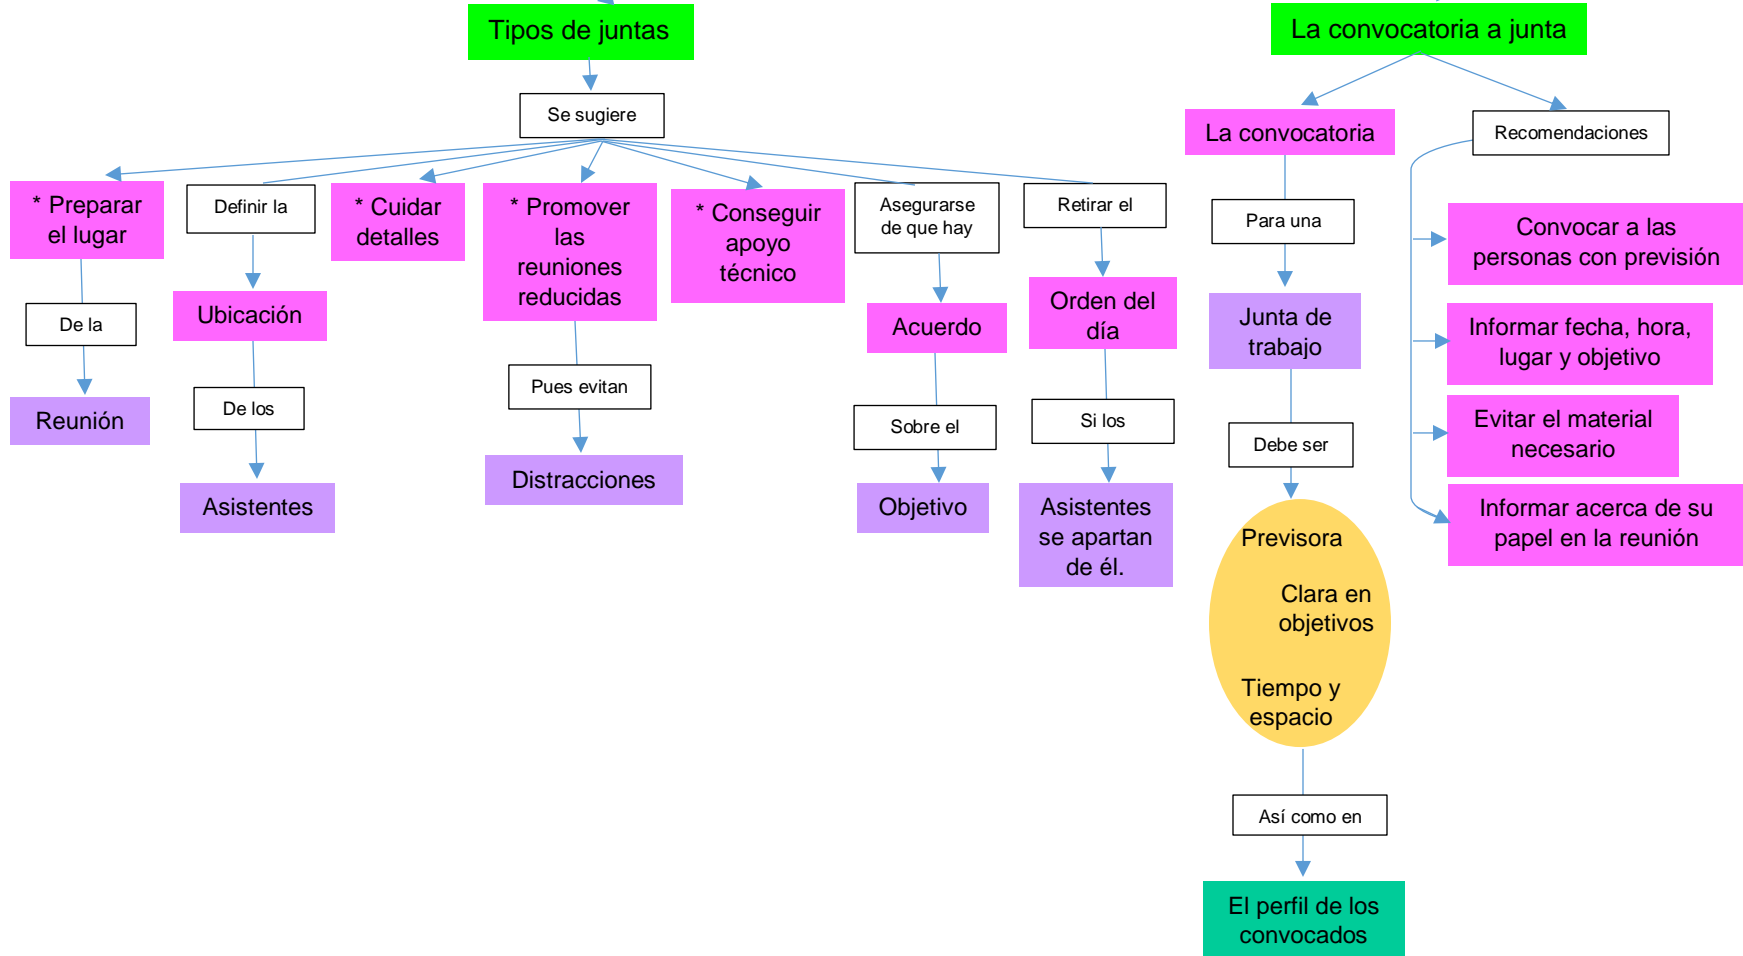 Tipos de juntas
Se sugiere
* Preparar
el lugar
De la
Reunión
Definir la
Ubicación
De los
Asistentes
* Cuidar
detalles
* Promover
las
reuniones
reducidas
Pues evitan
Distracciones
* Conseguir
apoyo
técnico
Asegurarse
de que hay
Acuerdo
Sobre el
Objetivo
Retirar el
Orden del
día
Si los
Asistentes
se apartan
de él.
La convocatoria a junta
La convocatoria
Para una
Junta de
trabajo
Debe ser
Previsora
Clara en
objetivos
Tiempo y
espacio
Así como en
El perfil de los
convocados
Recomendaciones
Convocar a las
personas con previsión
Informar fecha, hora,
lugar y objetivo
Evitar el material
necesario
Informar acerca de su
papel en la reunión